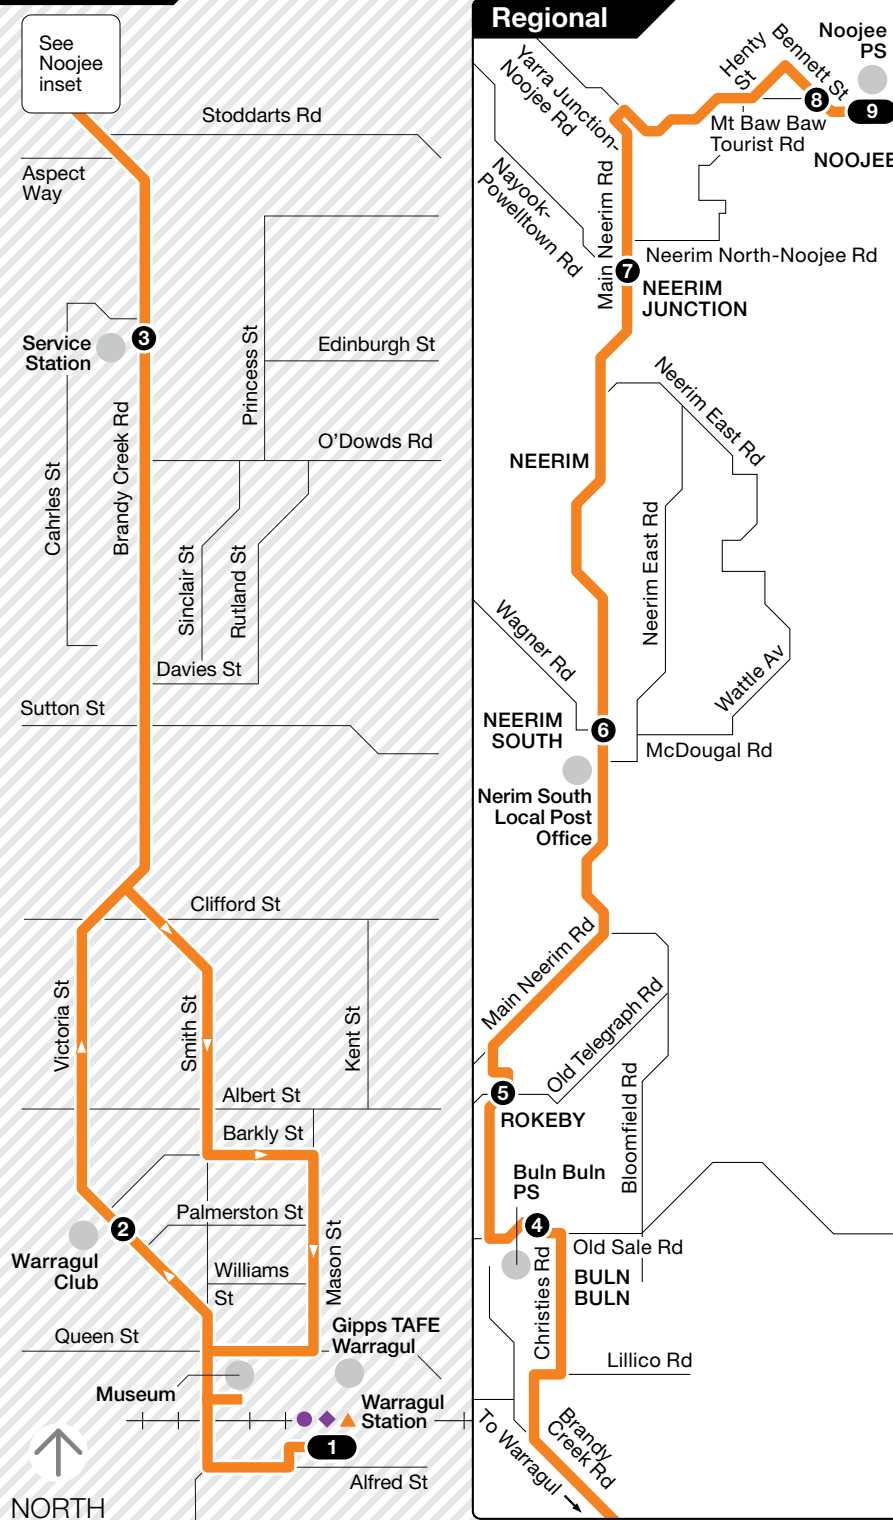 See
Noojee
inset
Stoddarts Rd
Aspect
Way
3
Service
Station
Princess St
Edinburgh St
Brandy Creek Rd
Cahrles St
O'Dowds Rd
Sinclair St
Rutland St
Davies St
Sutton St
Clifford St
Victoria St
Smith St
Kent St
Albert St
Barkly St
2
Palmerston St
Warragul
Club
Williams
St
Mason St
Queen St
Gipps TAFE
Warragul
Museum
Warragul
Station
1
Alfred St
NORTH
Regional
Noojee
PS
Yarra Junction-
Noojee Rd
Henty
St
Bennett St
8
9
Mt Baw Baw
Tourist Rd
NOOJEE
Nayook-
Powelltown Rd
Main Neerim Rd
Neerim North-Noojee Rd
7
NEERIM
JUNCTION
Neerim East Rd
NEERIM
Neerim East Rd
Wagner Rd
Wattle Av
NEERIM
SOUTH
6
McDougal Rd
Nerim South
Local Post
Office
Main Neerim Rd
Old Telegraph Rd
5
ROKEBY
Bloomfield Rd
Buln Buln
PS
4
Old Sale Rd
Christies Rd
BULN
BULN
Lillico Rd
To Warragul
Brandy
Creek Rd